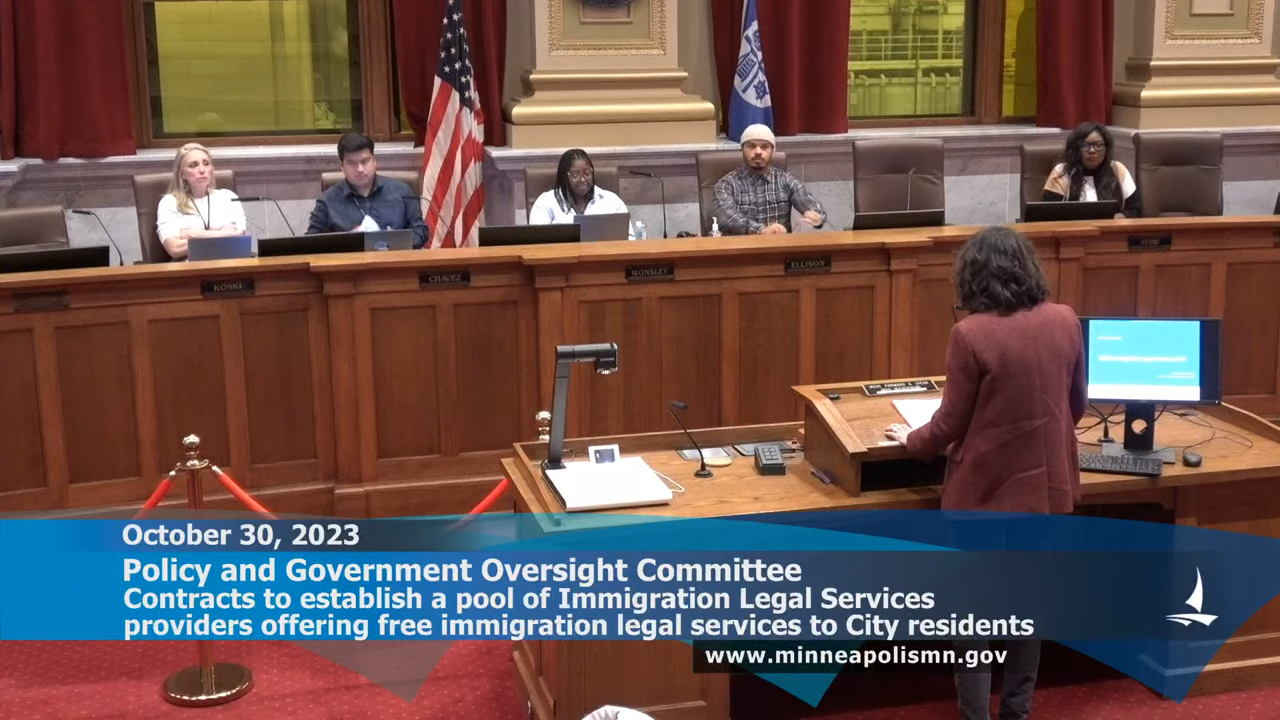 KOSKI
CHAVEZ
WONSLEY
ELLISON
October 30, 2023
Policy and Government Oversight Committee
Contracts to establish a pool of Immigration Legal Services
providers offering free immigration legal services to City residents
www.minneapolismn.gov